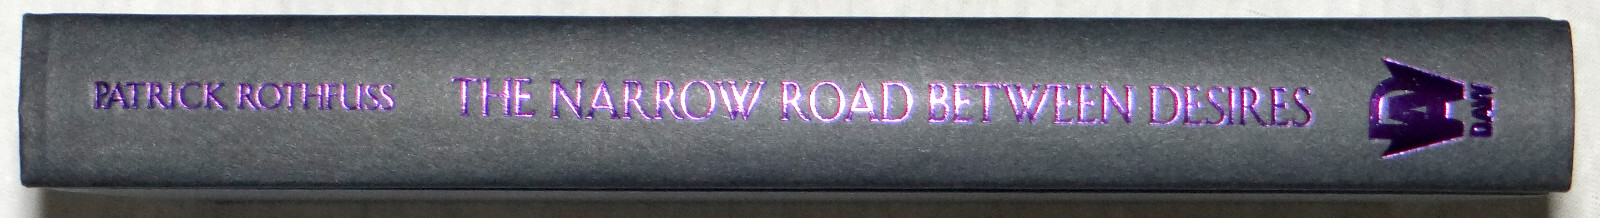 PATRICK ROTHFUSS
THE NARROW ROAD BETWEEN DESIRES
DAW